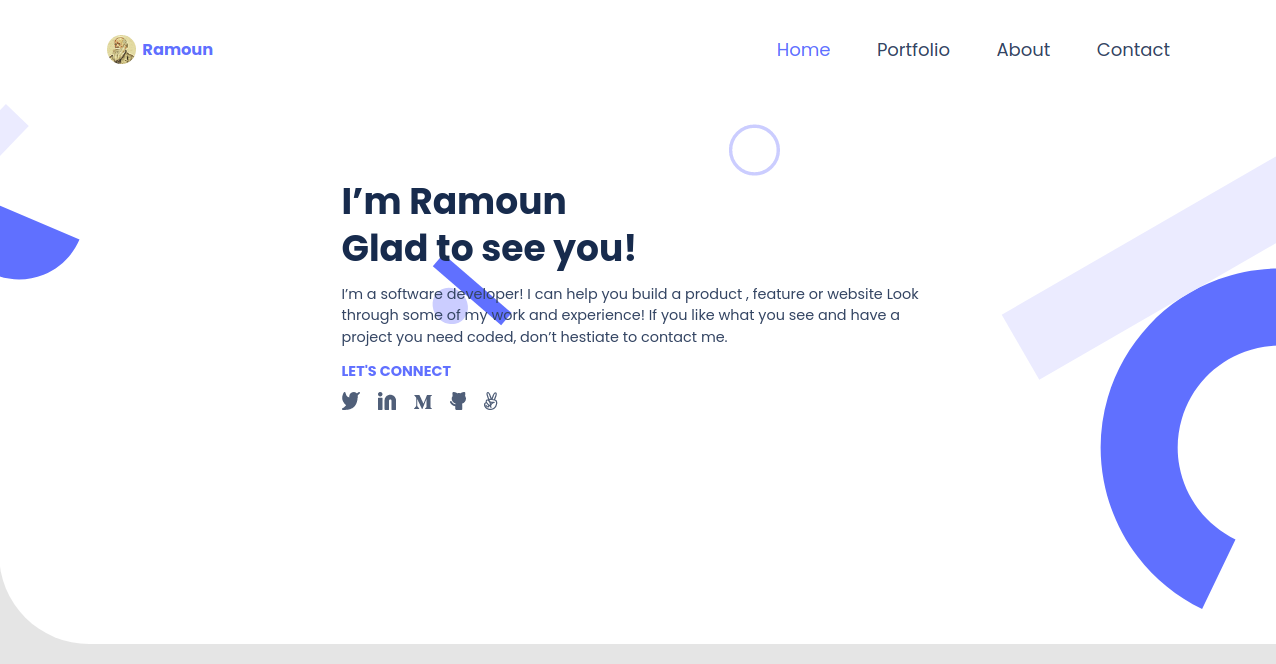 Ramoun
Home Portfolio About Contact
I’m Ramoun
Glad to see you!
I’m a software developer! I can help you build a product , feature or website Look
through some of my work and experience! If you like what you see and have a
project you need coded, don’t hestiate to contact me.
LET'S CONNECT